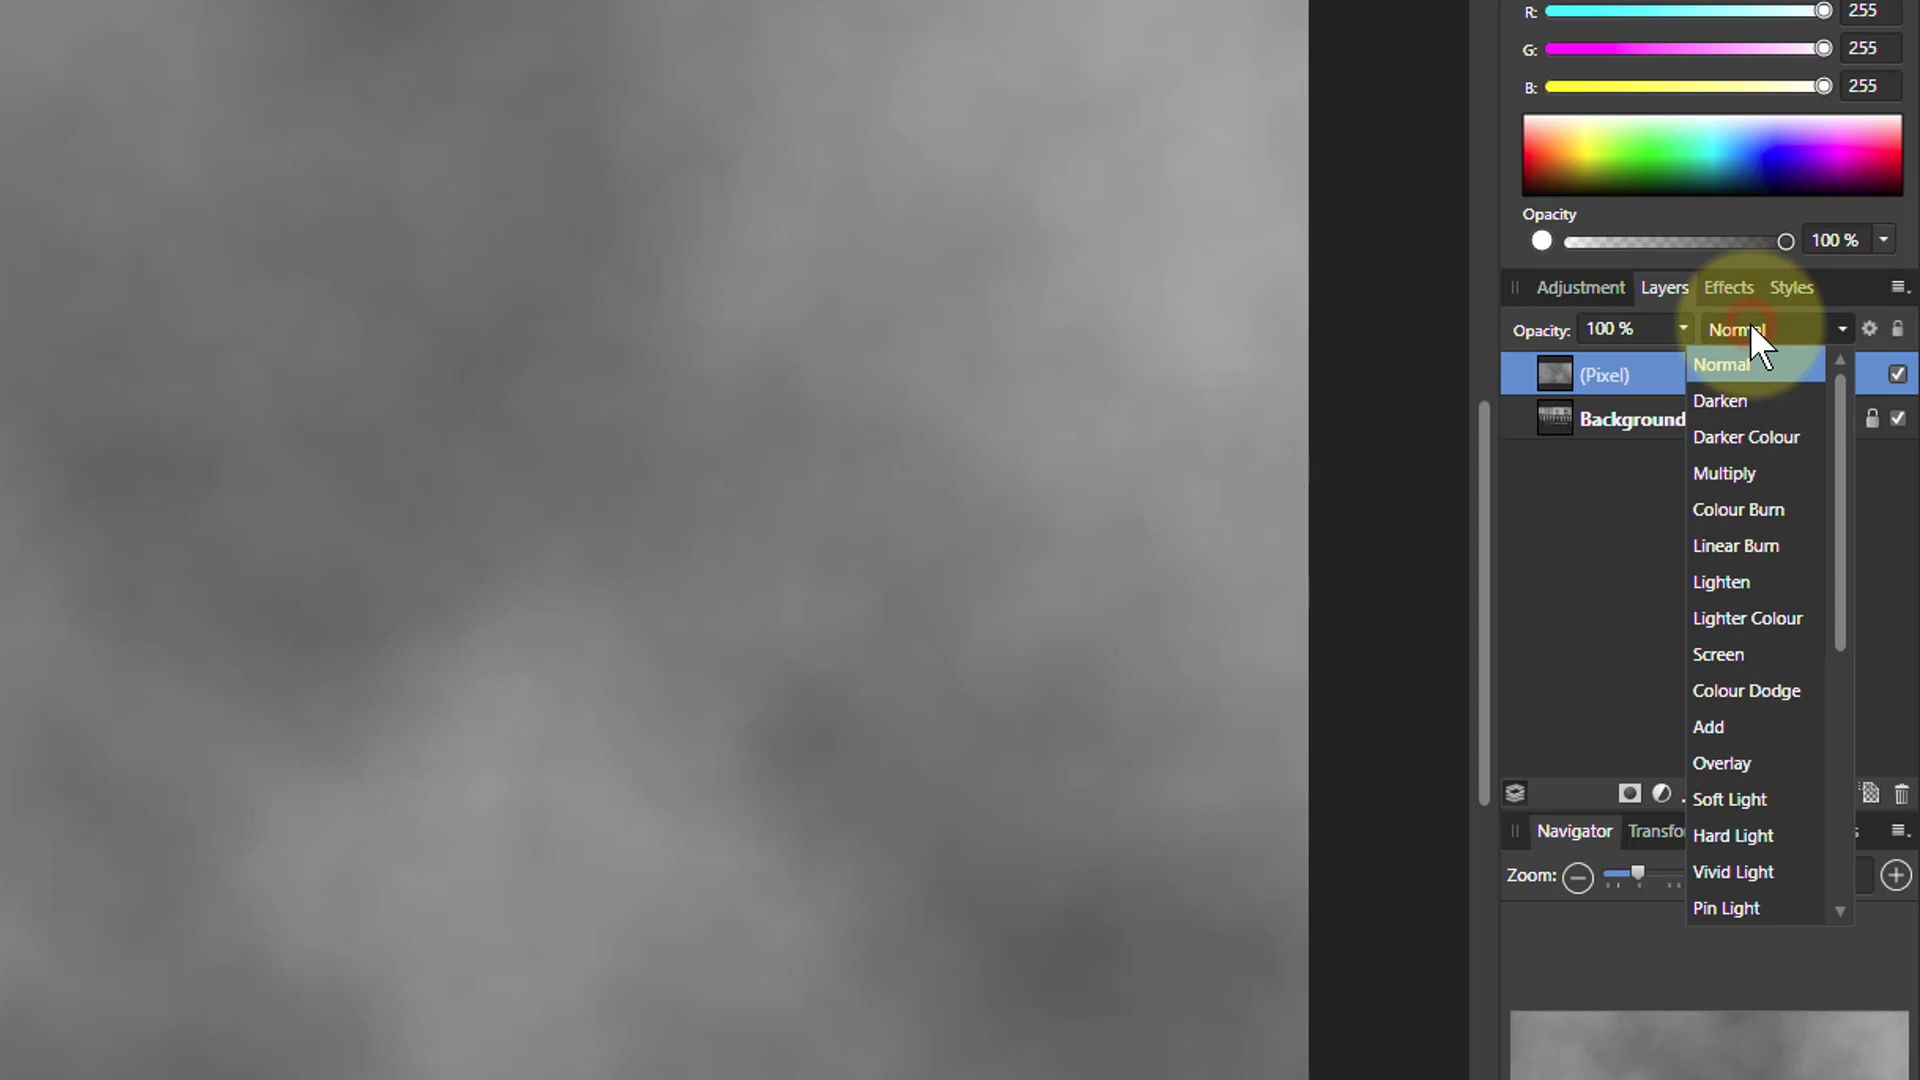 R: 255
G: 255
B: 255
Opacity
100 %
Adjustment Layers Effects Styles
Opacity: 100 % Normal
(Pixel)
Background
Normal
Darken
Darker Colour
Multiply
Colour Burn
Linear Burn
Lighten
Lighter Colour
Screen
Colour Dodge
Add
Overlay
Soft Light
Hard Light
Vivid Light
Pin Light
Navigator Transfo s
Zoom: